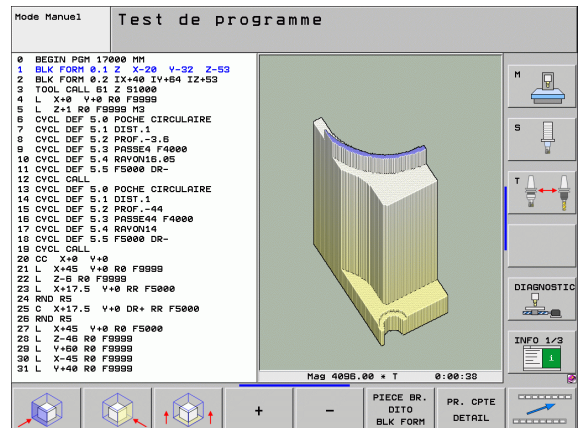 Mode Manuel
Test de programme
0 BEGIN PGM 17000 MM
1 BLK FORM 0.1 Z X-20 Y-32 Z-53
2 BLK FORM 0.2 IX+40 IY+64 IZ+53
3 TOOL CALL 61 Z S1000
4 L X+0 Y+0 R0 F9999
5 L Z+1 R0 F9999 M3
6 CYCL DEF 5.0 POCHE CIRCULAIRE
7 CYCL DEF 5.1 DIST.1
8 CYCL DEF 5.2 PROF.-3.6
9 CYCL DEF 5.3 PASSE4 F4000
10 CYCL DEF 5.4 RAYON16.05
11 CYCL DEF 5.5 F5000 DR-
12 CYCL CALL
13 CYCL DEF 5.0 POCHE CIRCULAIRE
14 CYCL DEF 5.1 DIST.1
15 CYCL DEF 5.2 PROF.-44
16 CYCL DEF 5.3 PASSE44 F4000
17 CYCL DEF 5.4 RAYON14
18 CYCL DEF 5.5 F5000 DR-
19 CYCL CALL
20 CC X+0 Y+0
21 L X+45 Y+0 R0 F9999
22 L Z-6 R0 F9999
23 L X+17.5 Y+0 RR F5000
24 RND R5
25 C X+17.5 Y+0 DR+ RR F5000
26 RND R5
27 L X+45 Y+0 R0 F5000
28 L Z-46 R0 F9999
29 L Y+60 R0 F9999
30 L X-45 R0 F9999
31 L Y+40 R0 F9999
Mag 4096.00 * T 0:00:38
M
S
T
DIAGNOSTIC
INFO 1/3
i
+
-
PIECE BR.
DITO
BLK FORM
PR. CPTE
DETAIL